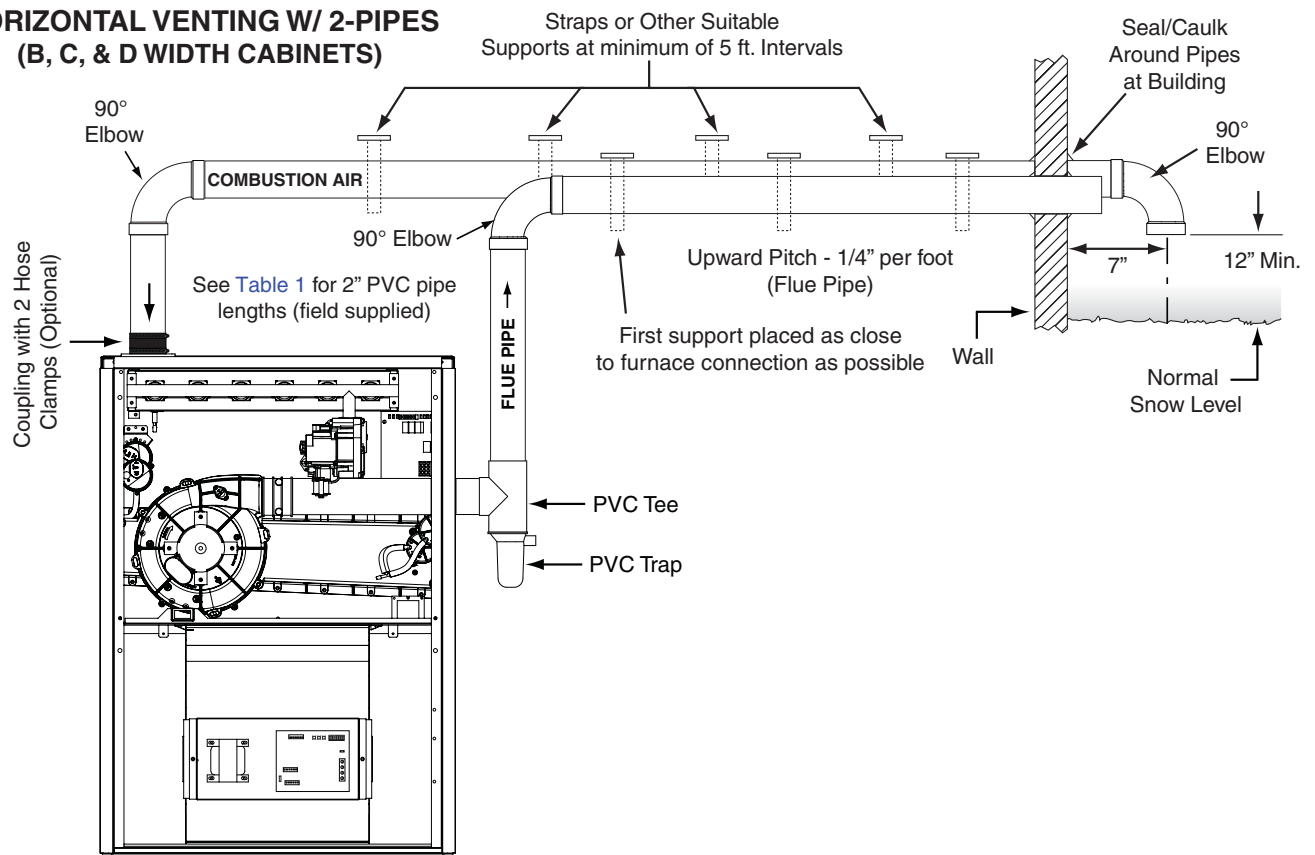 ORIZONTAL VENTING W/ 2-PIPES
(B, C, & D WIDTH CABINETS)
Straps or Other Suitable
Supports at minimum of 5 ft. Intervals
Seal/Caulk
Around Pipes
at Building
90°
Elbow
90°
Elbow
COMBUSTION AIR
90° Elbow
Coupling with 2 Hose
Clamps (Optional)
See Table 1 for 2” PVC pipe
lengths (field supplied)
Upward Pitch - 1/4” per foot
(Flue Pipe)
7”
12” Min.
FLUE PIPE
First support placed as close
to furnace connection as possible
Wall
Normal
Snow Level
PVC Tee
PVC Trap